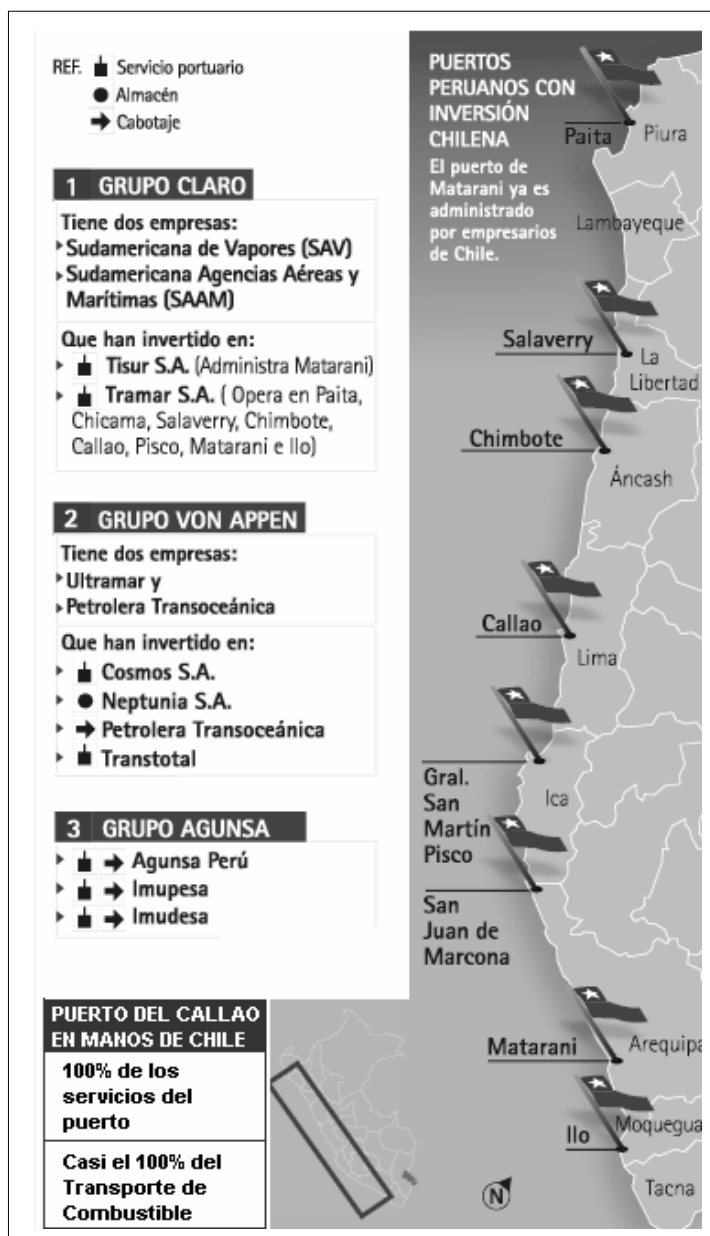 REF. Servicio portuario
Almacén
Cabotaje
1 GRUPO CLARO
Tiene dos empresas:
Sudamericana de Vapores (SAV)
Sudamericana Agencias Aéreas y
Marítimas (SAAM)
Que han invertido en:
Tisur S.A. (Administra Matarani)
Tramar S.A. ( Opera en Paita,
Chicama, Salaverry, Chimbote,
Callao, Pisco, Matarani e Ilo)
2 GRUPO VON APPEN
Tiene dos empresas:
Ultramar y
Petrolera Transoceánica
Que han invertido en:
Cosmos S.A.
Neptunia S.A.
Petrolera Transoceánica
Transtotal
3 GRUPO AGUNSA
Agunsa Perú
Imupesa
Imudesa
PUERTO DEL CALLAO
EN MANOS DE CHILE
100% de los
servicios del
puerto
Casi el 100% del
Transporte de
Combustible
PUERTOS
PERUANOS CON
INVERSIÓN
CHILENA
El puerto de
Matarani ya es
administrado
por empresarios
de Chile.
Paita
Piura
Lambayeque
Salaverry
La
Libertad
Chimbote
Áncash
Callao
Lima
Gral.
San
Martín
Pisco
Ica
San
Juan de
Marcona
Matarani
Arequipa
Ilo
Moquegua
Tacna
N